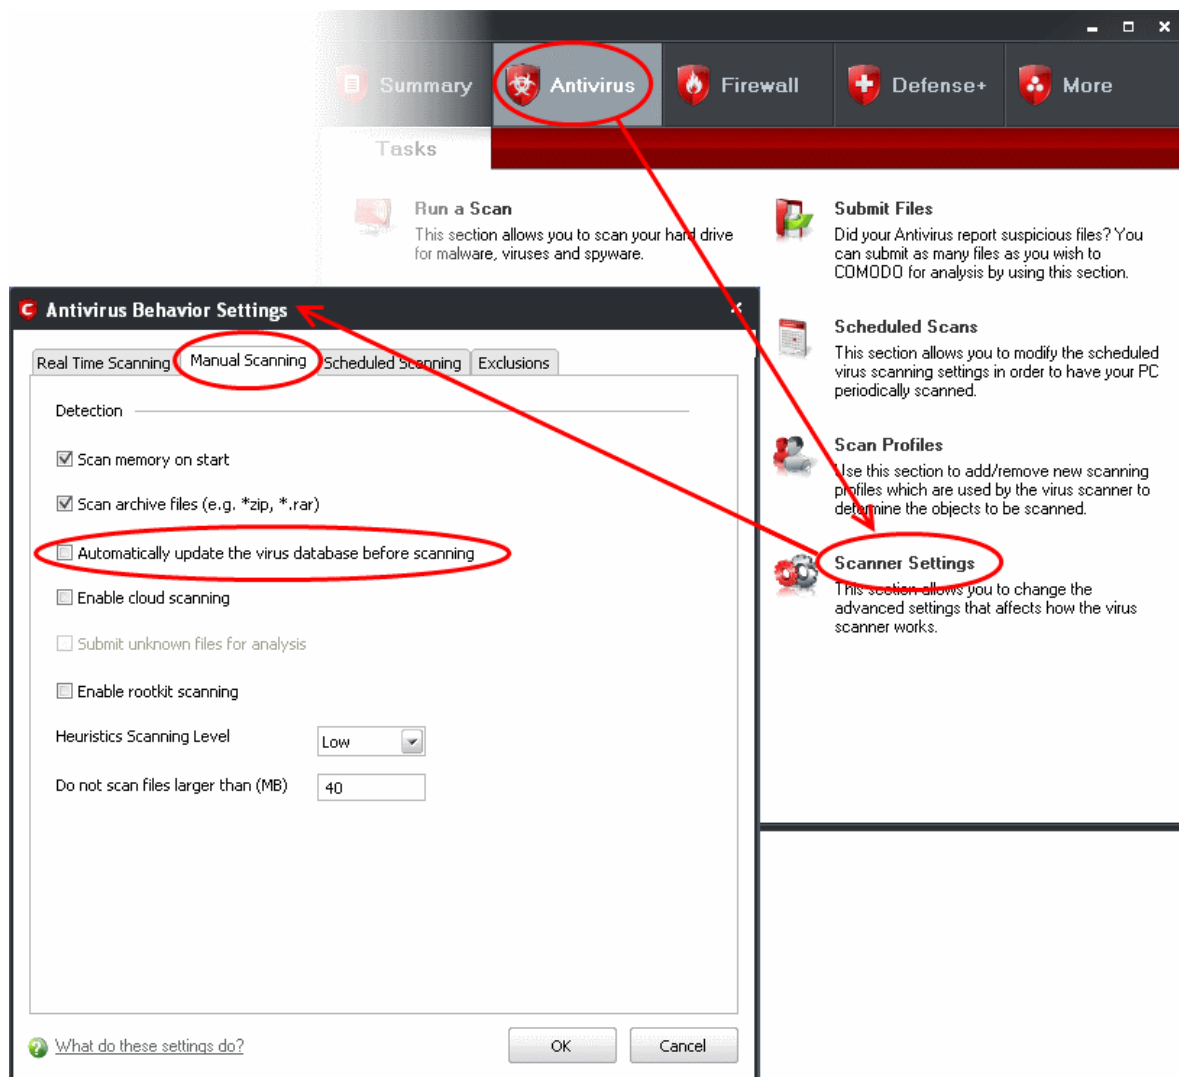 Summary
Antivirus
Firewall
Defense+
More
Tasks
Run a Scan
This section allows you to scan your hard drive
for malware, viruses and spyware.
Submit Files
Did your Antivirus report suspicious files? You
can submit as many files as you wish to
COMODO for analysis by using this section.
Scheduled Scans
This section allows you to modify the scheduled
virus scanning settings in order to have your PC
periodically scanned.
Scan Profiles
Use this section to add/remove new scanning
profiles which are used by the virus scanner to
determine the objects to be scanned.
Scanner Settings
This section allows you to change the
advanced settings that affects how the virus
scanner works.
Antivirus Behavior Settings
Real Time Scanning
Manual Scanning
Scheduled Scanning
Exclusions
Detection
Scan memory on start
Scan archive files (e.g. *zip, *.rar)
Automatically update the virus database before scanning
Enable cloud scanning
Submit unknown files for analysis
Enable rootkit scanning
Heuristics Scanning Level
Low
Do not scan files larger than (MB)
40
What do these settings do?
OK
Cancel